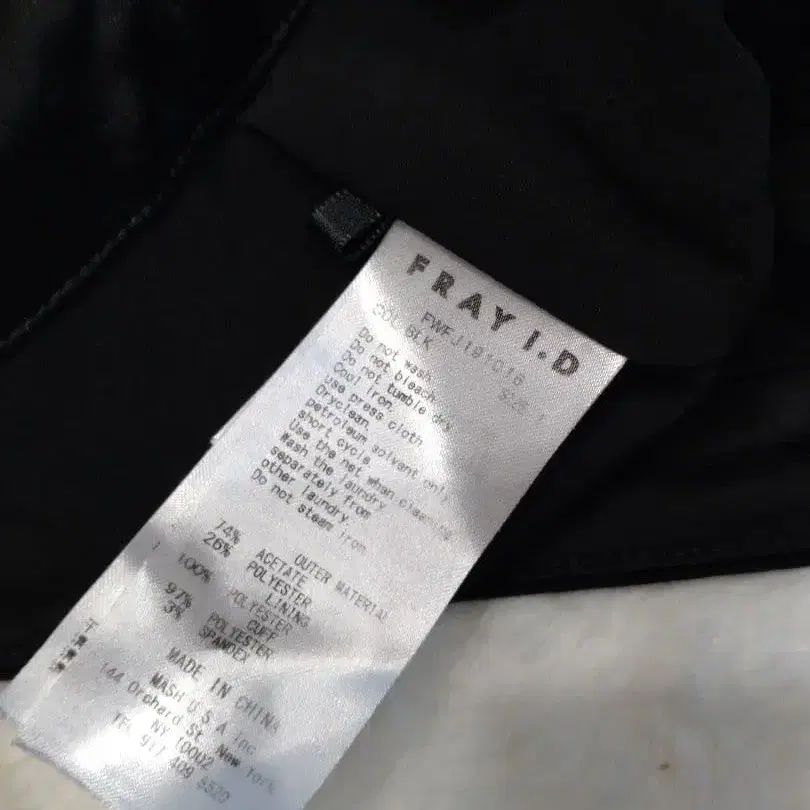 FRAY I.D
FWFJ191016
COL BLK SIZE 1
Do not wash.
Do not bleach.
Do not tumble dry
Cool iron.
use press cloth
Dryclean.
petroleum solvent only
short cycle
Use the net when cleaning
Wash the laundry
separately from
other laundry.
Do not steam iron
OUTER MATERIAL
74% ACETATE
26% POLYESTER
LINING
100% POLYESTER
CUFF
97% POLYESTER
3% SPANDEX
MADE IN CHINA
MASH U.S.A inc
144 Orchard St. New York
NY 10002
TEL 917 409 5520